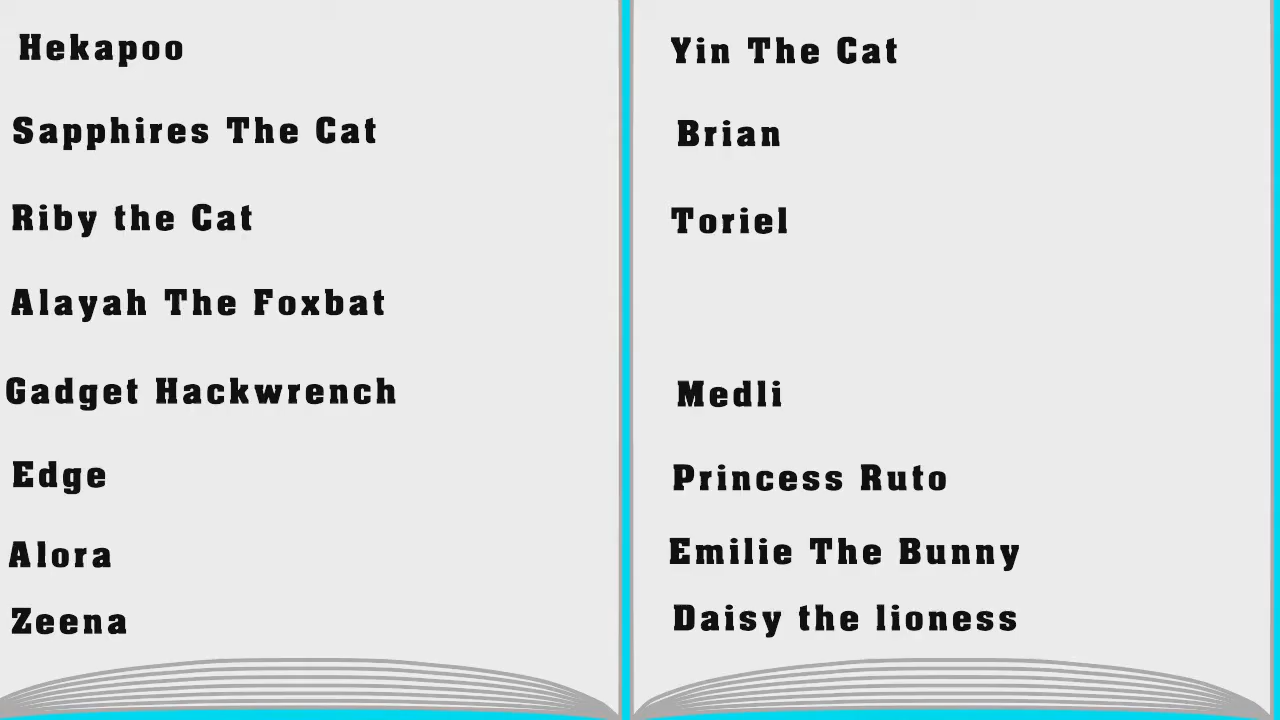 Hekapoo
Sapphires The Cat
Riby the Cat
Alayah The Foxbat
Gadget Hackwrench
Edge
Alora
Zeena
Yin The Cat
Brian
Toriel
Medli
Princess Ruto
Emilie The Bunny
Daisy the lioness